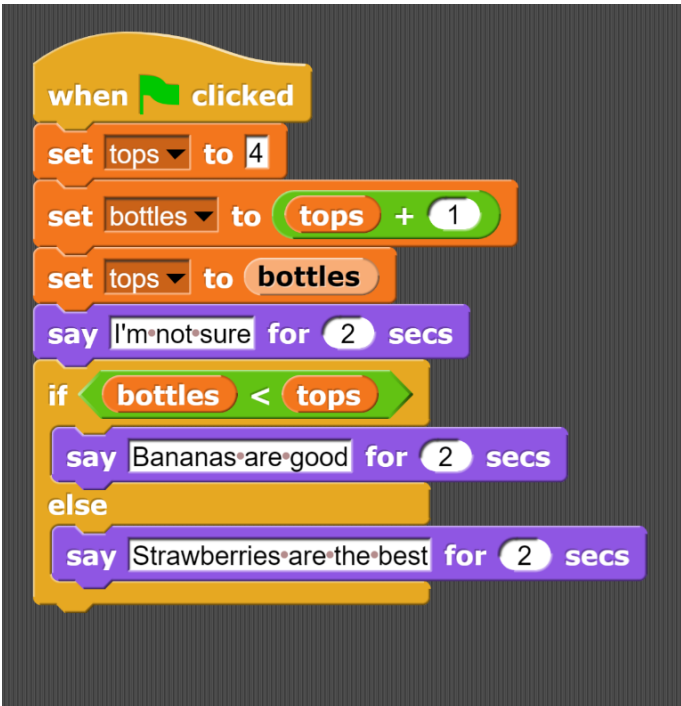 when clicked
set tops to 4
set bottles to tops + 1
set tops to bottles
say I'm not sure for 2 secs
if bottles < tops
say Bananas are good for 2 secs
else
say Strawberries are the best for 2 secs